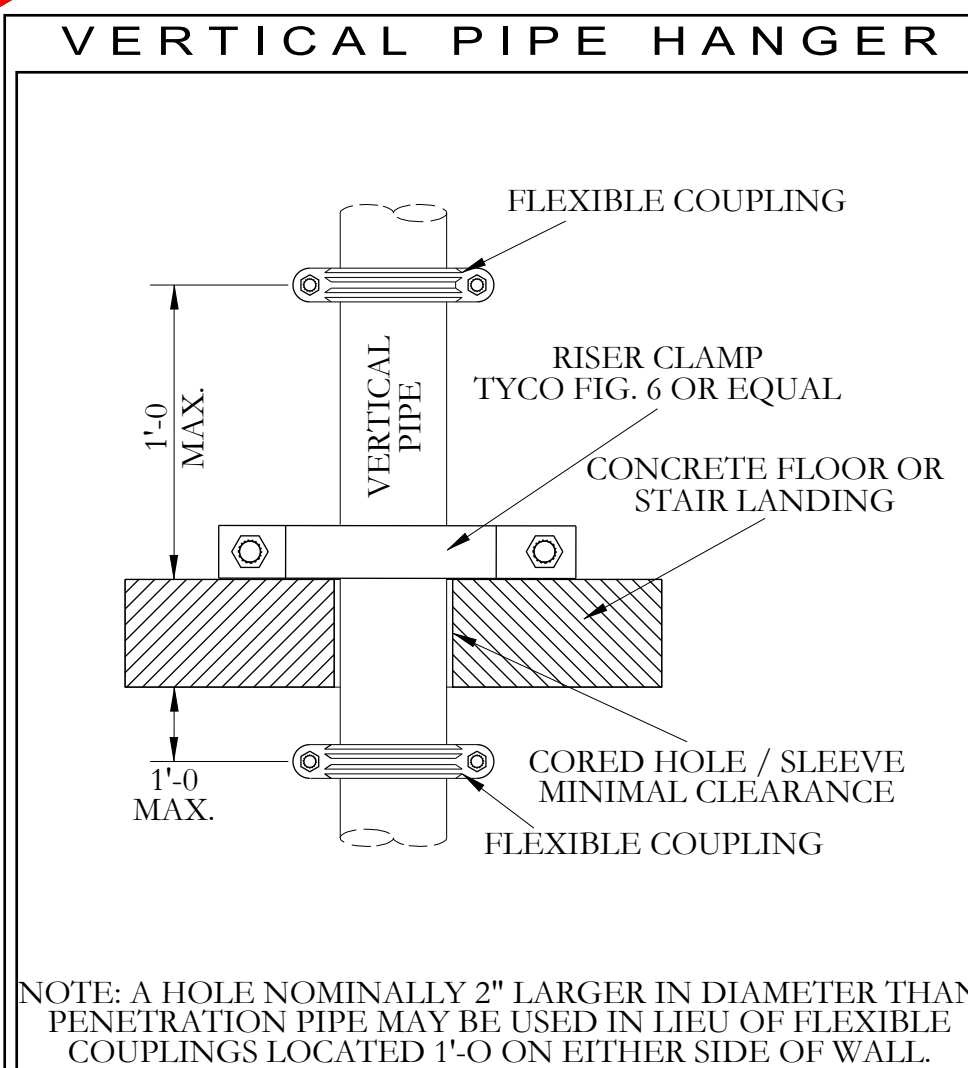 VERTICAL PIPE HANGER
FLEXIBLE COUPLING
RISER CLAMP
TYCO FIG. 6 OR EQUAL
VERTICAL
PIPE
1'-0
MAX.
CONCRETE FLOOR OR
STAIR LANDING
1'-0
MAX.
CORED HOLE / SLEEVE
MINIMAL CLEARANCE
FLEXIBLE COUPLING
NOTE: A HOLE NOMINALLY 2" LARGER IN DIAMETER THAN
PENETRATION PIPE MAY BE USED IN LIEU OF FLEXIBLE
COUPLINGS LOCATED 1'-O ON EITHER SIDE OF WALL.